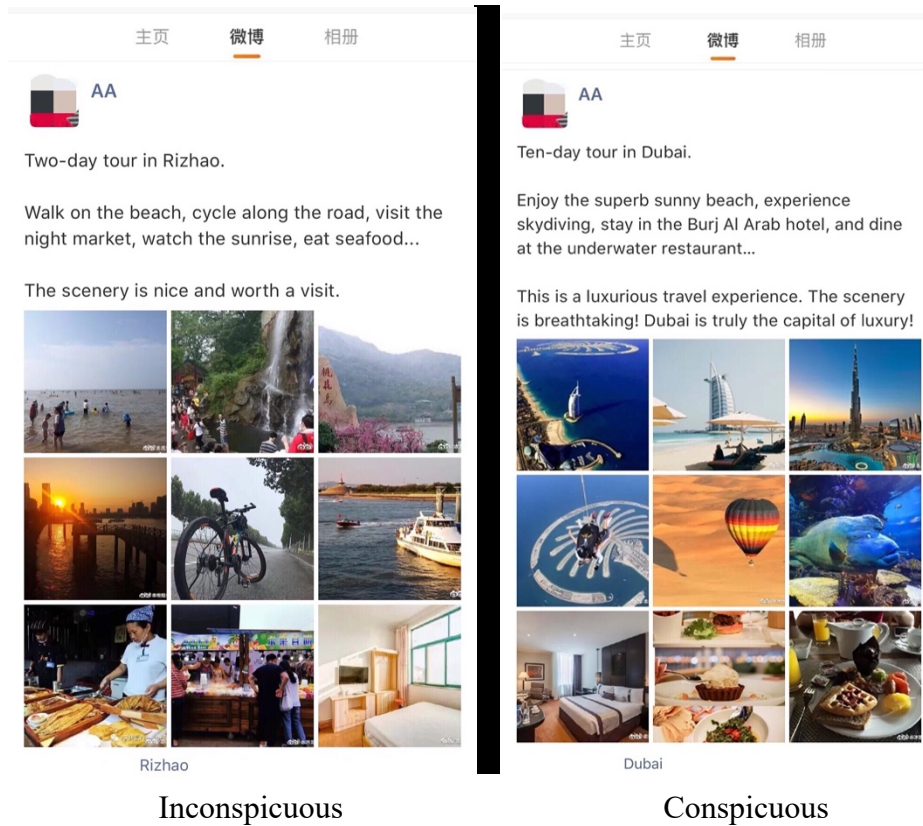 主页 微博 相册
AA
Two-day tour in Rizhao.
Walk on the beach, cycle along the road, visit the
night market, watch the sunrise, eat seafood...
The scenery is nice and worth a visit.
Rizhao
Inconspicuous
主页 微博 相册
AA
Ten-day tour in Dubai.
Enjoy the superb sunny beach, experience
skydiving, stay in the Burj Al Arab hotel, and dine
at the underwater restaurant...
This is a luxurious travel experience. The scenery
is breathtaking! Dubai is truly the capital of luxury!
Dubai
Conspicuous